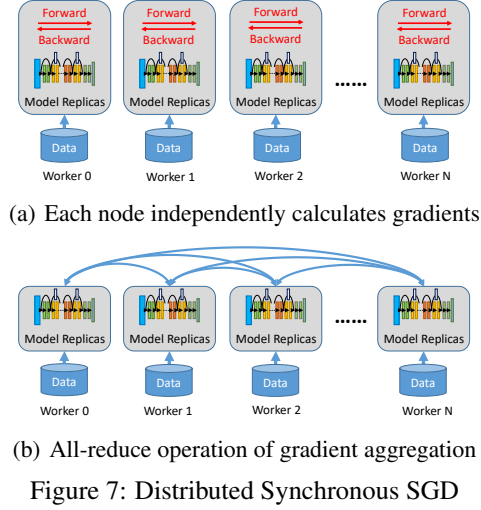 Forward Forward Forward Forward
Backward Backward Backward Backward
......
Model Replicas Model Replicas Model Replicas Model Replicas
Data Data Data Data
Worker 0 Worker 1 Worker 2 Worker N
(a) Each node independently calculates gradients
......
Model Replicas Model Replicas Model Replicas Model Replicas
Data Data Data Data
Worker 0 Worker 1 Worker 2 Worker N
(b) All-reduce operation of gradient aggregation
Figure 7: Distributed Synchronous SGD